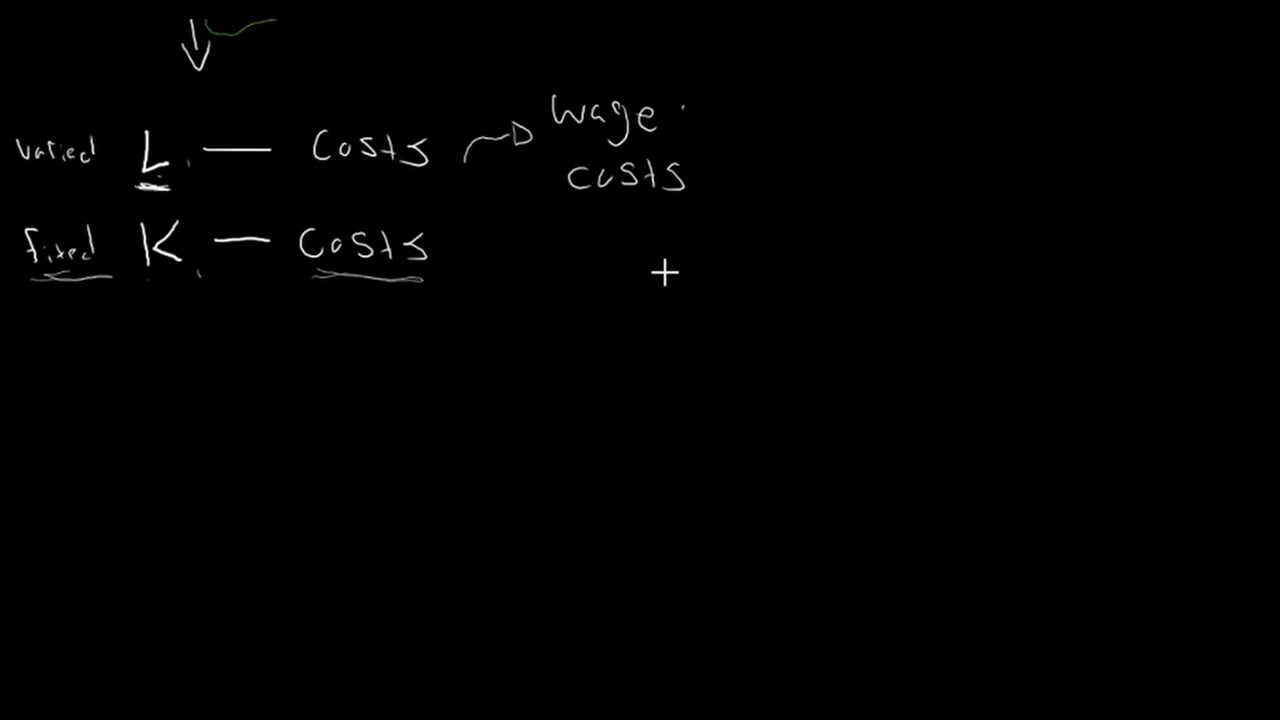 varied L — costs
wage
costs
fixed K — costs